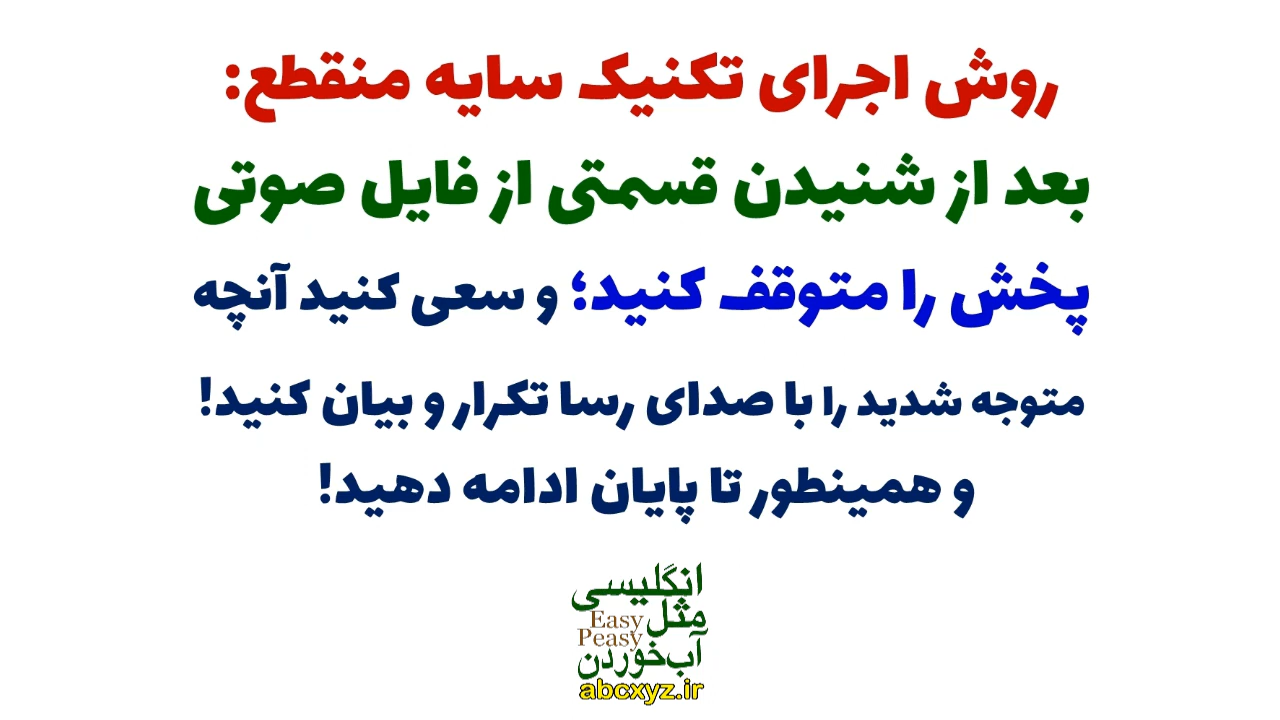 روش اجرای تکنیک سایه منقطع:
بعد از شنیدن قسمتی از فایل صوتی
پخش را متوقف کنید؛ و سعی کنید آنچه
متوجه شدید را با صدای رسا تکرار و بیان کنید!
و همینطور تا پایان ادامه دهید!
انگلیسی
مثل
Easy
Peasy
آب‌خوردن
abcxyz.ir